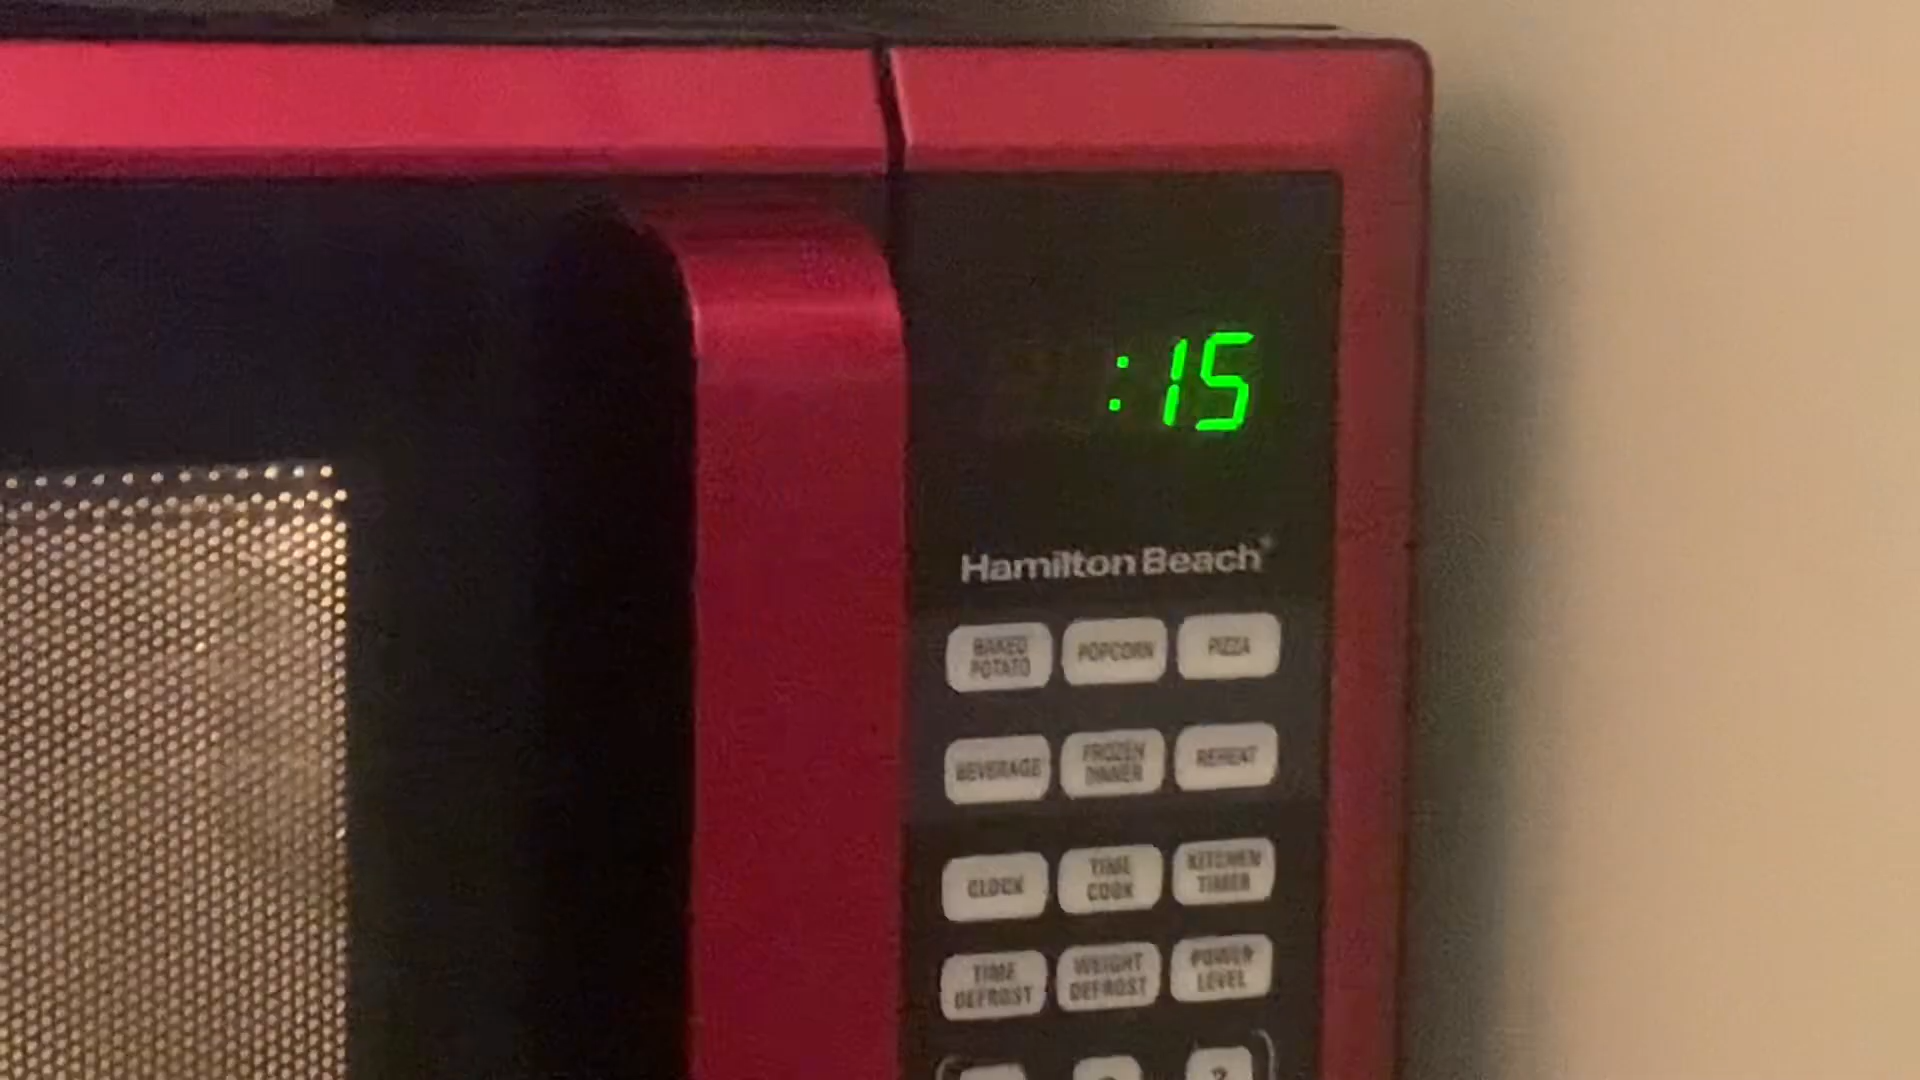 :15
Hamilton Beach
BAKED POTATO
POPCORN
PIZZA
BEVERAGE
FROZEN DINNER
REHEAT
CLOCK
TIME COOK
KITCHEN TIMER
TIME DEFROST
WEIGHT DEFROST
POWER LEVEL